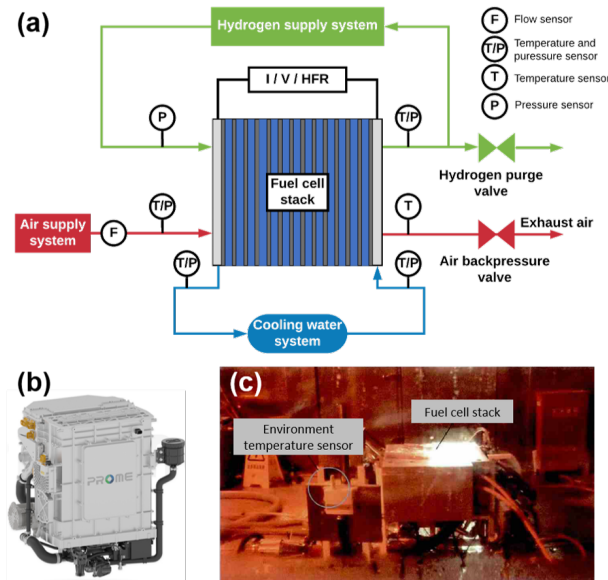 (a)
Hydrogen supply system
F
Flow sensor
T/P
Temperature and
puressure sensor
T
Temperature sensor
P
Pressure sensor
I / V / HFR
P
T/P
Fuel cell
stack
Hydrogen purge
valve
Air supply
system
F
T/P
T
Exhaust air
Air backpressure
valve
T/P
T/P
Cooling water
system
(b)
PROME
(c)
Environment
temperature sensor
Fuel cell stack